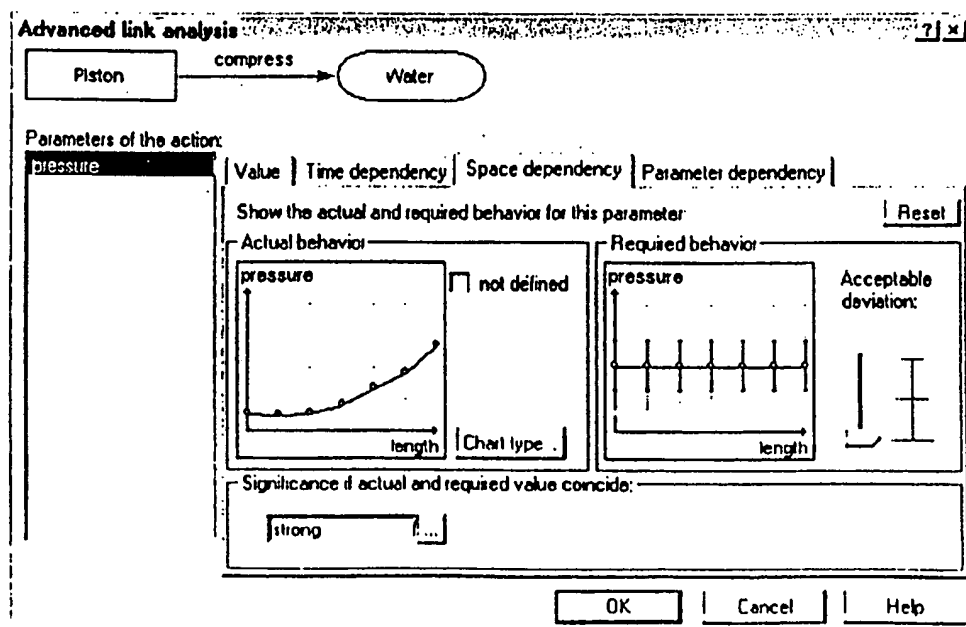 Advanced link analysis ? x
compress
Piston
Water
Parameters of the action:
pressure
Value Time dependency Space dependency Parameter dependency
Show the actual and required behavior for this parameter
Reset
Actual behavior
pressure
not defined
length
Chart type .
Required behavior
pressure
Acceptable
deviation:
length
Significance if actual and required value coincide:
strong
...
OK Cancel Help